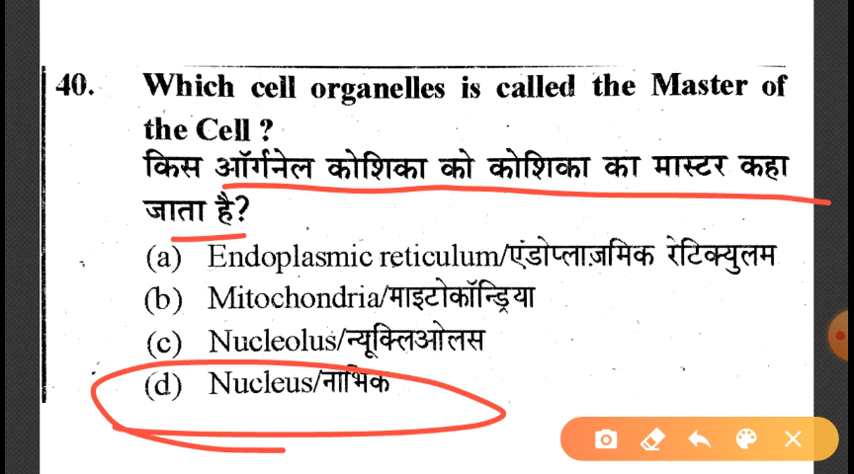 40. Which cell organelles is called the Master of
the Cell ?
किस ऑर्गनेल कोशिका को कोशिका का मास्टर कहा
जाता है?
(a) Endoplasmic reticulum/एंडोप्लाज़मिक रेटिक्युलम
(b) Mitochondria/माइटोकॉन्ड्रिया
(c) Nucleolus/न्यूक्लिओलस
(d) Nucleus/नाभिक